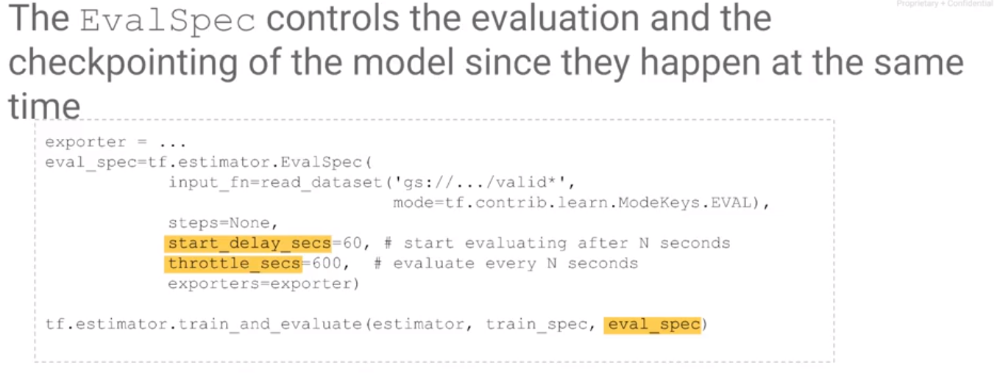 Proprietary + Confidential
The EvalSpec controls the evaluation and the
checkpointing of the model since they happen at the same
time
exporter = ...
eval_spec=tf.estimator.EvalSpec(
input_fn=read_dataset('gs://.../valid*',
mode=tf.contrib.learn.ModeKeys.EVAL),
steps=None,
start_delay_secs=60, # start evaluating after N seconds
throttle_secs=600, # evaluate every N seconds
exporters=exporter)
tf.estimator.train_and_evaluate(estimator, train_spec, eval_spec)